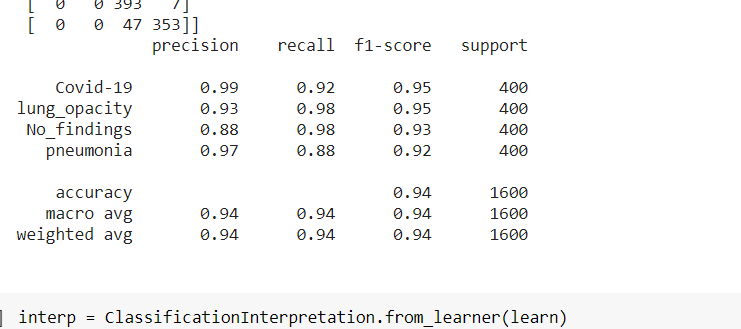 [ 0 0 393 7]
[ 0 0 47 353]]
precision recall f1-score support
Covid-19 0.99 0.92 0.95 400
lung_opacity 0.93 0.98 0.95 400
No_findings 0.88 0.98 0.93 400
pneumonia 0.97 0.88 0.92 400
accuracy 0.94 1600
macro avg 0.94 0.94 0.94 1600
weighted avg 0.94 0.94 0.94 1600
] interp = ClassificationInterpretation.from_learner(learn)